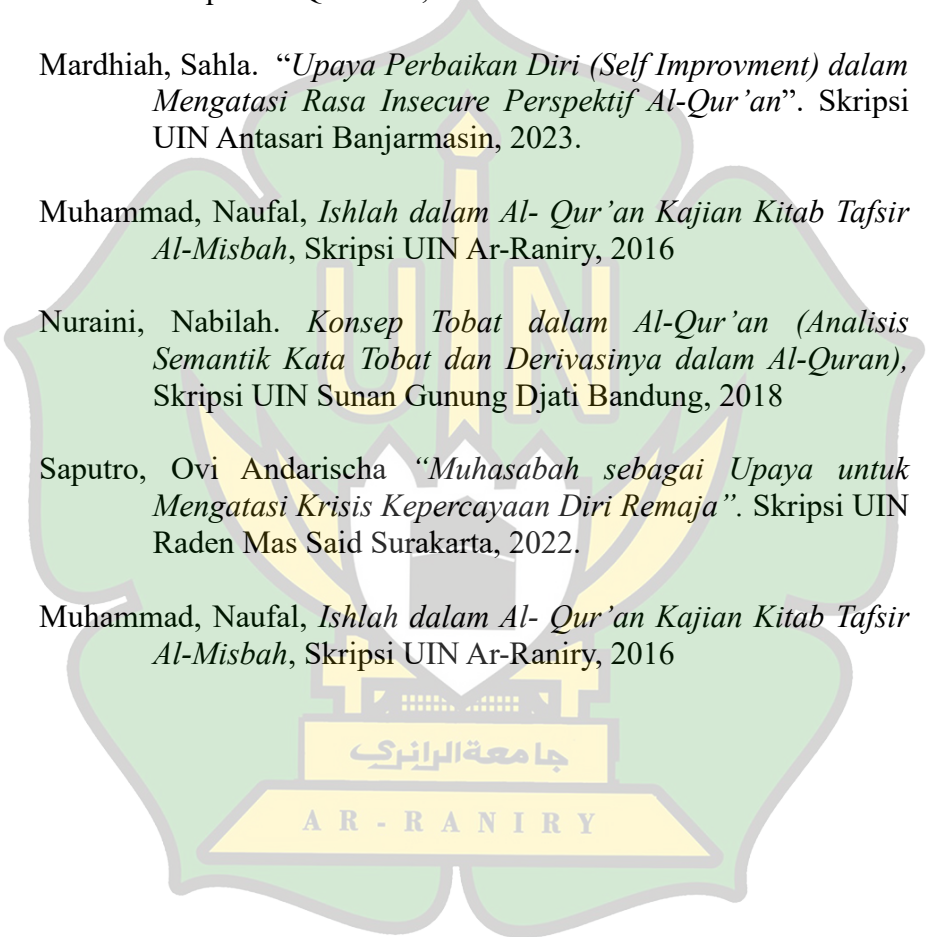 Mardhiah, Sahla. “Upaya Perbaikan Diri (Self Improvment) dalam
Mengatasi Rasa Insecure Perspektif Al-Qur’an”. Skripsi
UIN Antasari Banjarmasin, 2023.
Muhammad, Naufal, Ishlah dalam Al- Qur’an Kajian Kitab Tafsir
Al-Misbah, Skripsi UIN Ar-Raniry, 2016
Nuraini, Nabilah. Konsep Tobat dalam Al-Qur’an (Analisis
Semantik Kata Tobat dan Derivasinya dalam Al-Quran),
Skripsi UIN Sunan Gunung Djati Bandung, 2018
Saputro, Ovi Andarischa “Muhasabah sebagai Upaya untuk
Mengatasi Krisis Kepercayaan Diri Remaja”. Skripsi UIN
Raden Mas Said Surakarta, 2022.
Muhammad, Naufal, Ishlah dalam Al- Qur’an Kajian Kitab Tafsir
Al-Misbah, Skripsi UIN Ar-Raniry, 2016
UIN
جامعة الرانري
AR-RANIRY